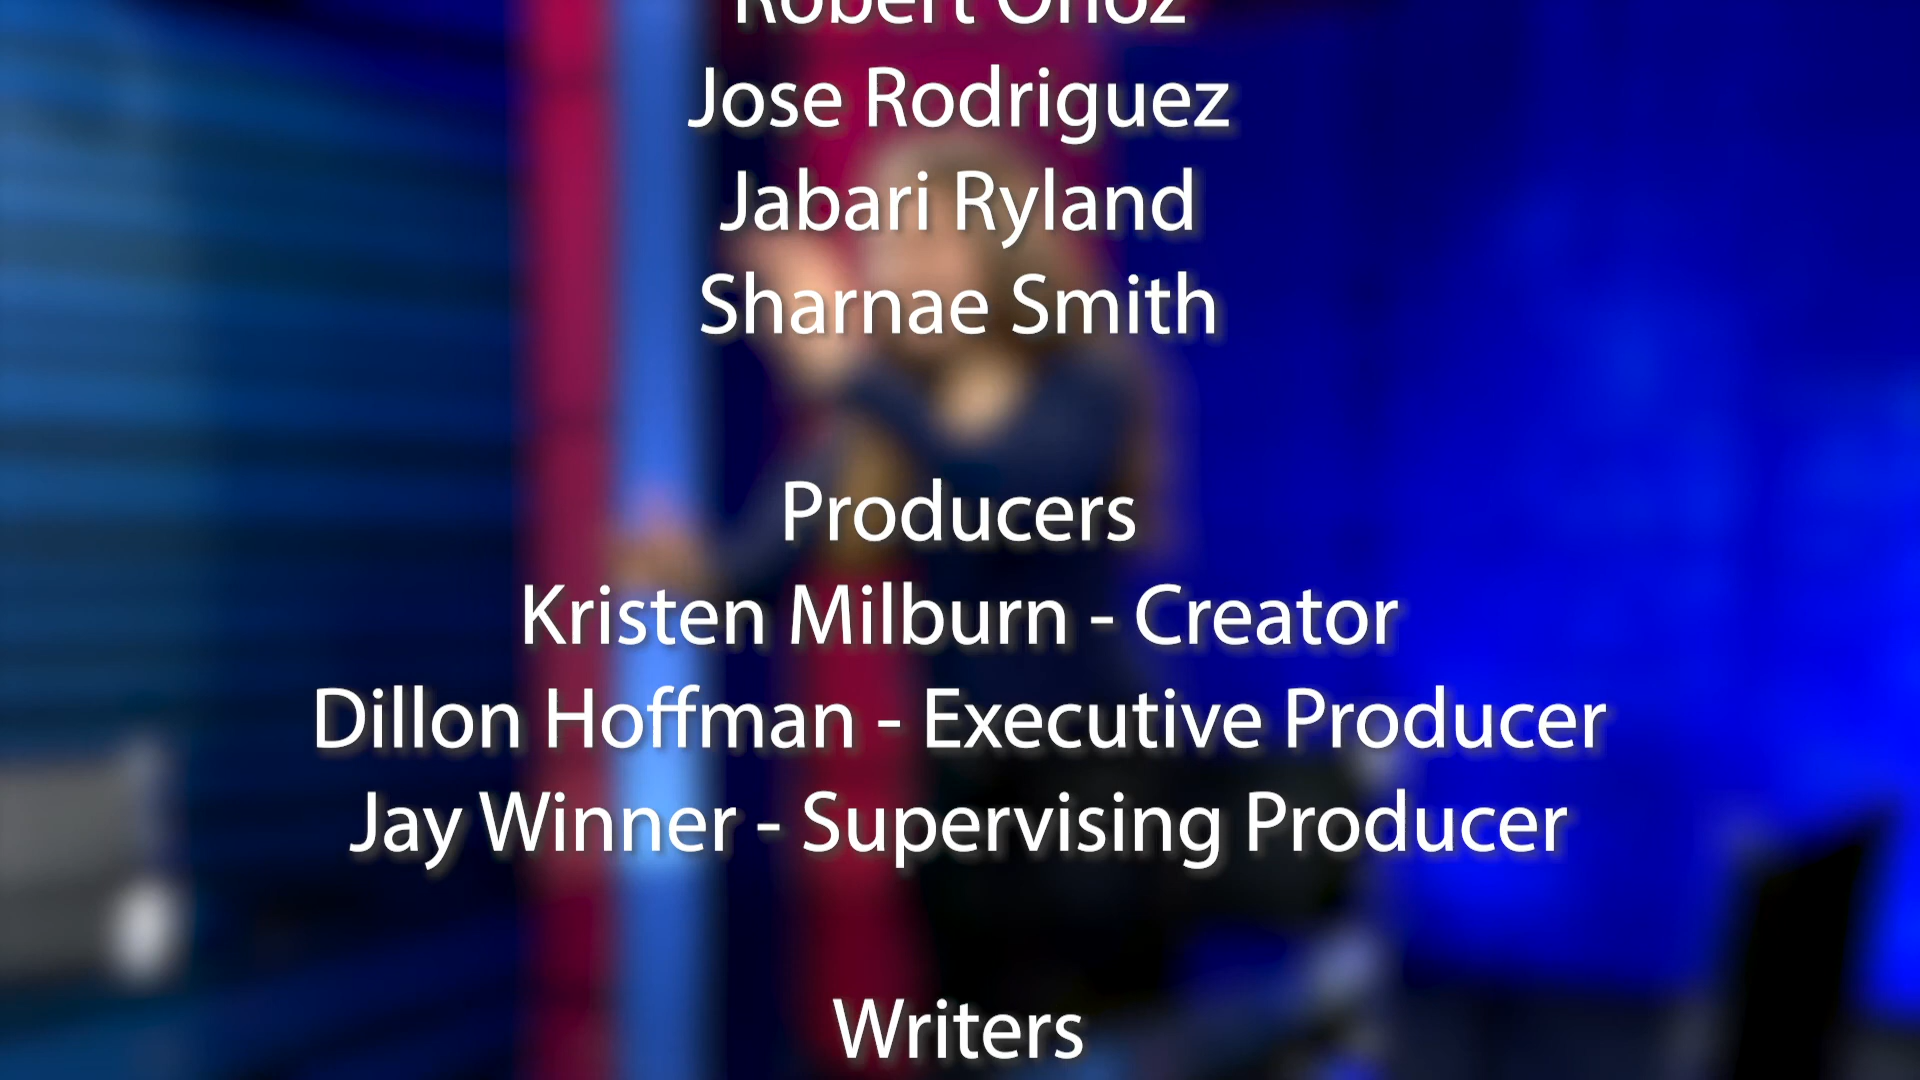 Robert
Jose Rodriguez
Jabari Ryland
Sharnae Smith
Producers
Kristen Milburn - Creator
Dillon Hoffman - Executive Producer
Jay Winner - Supervising Producer
Writers